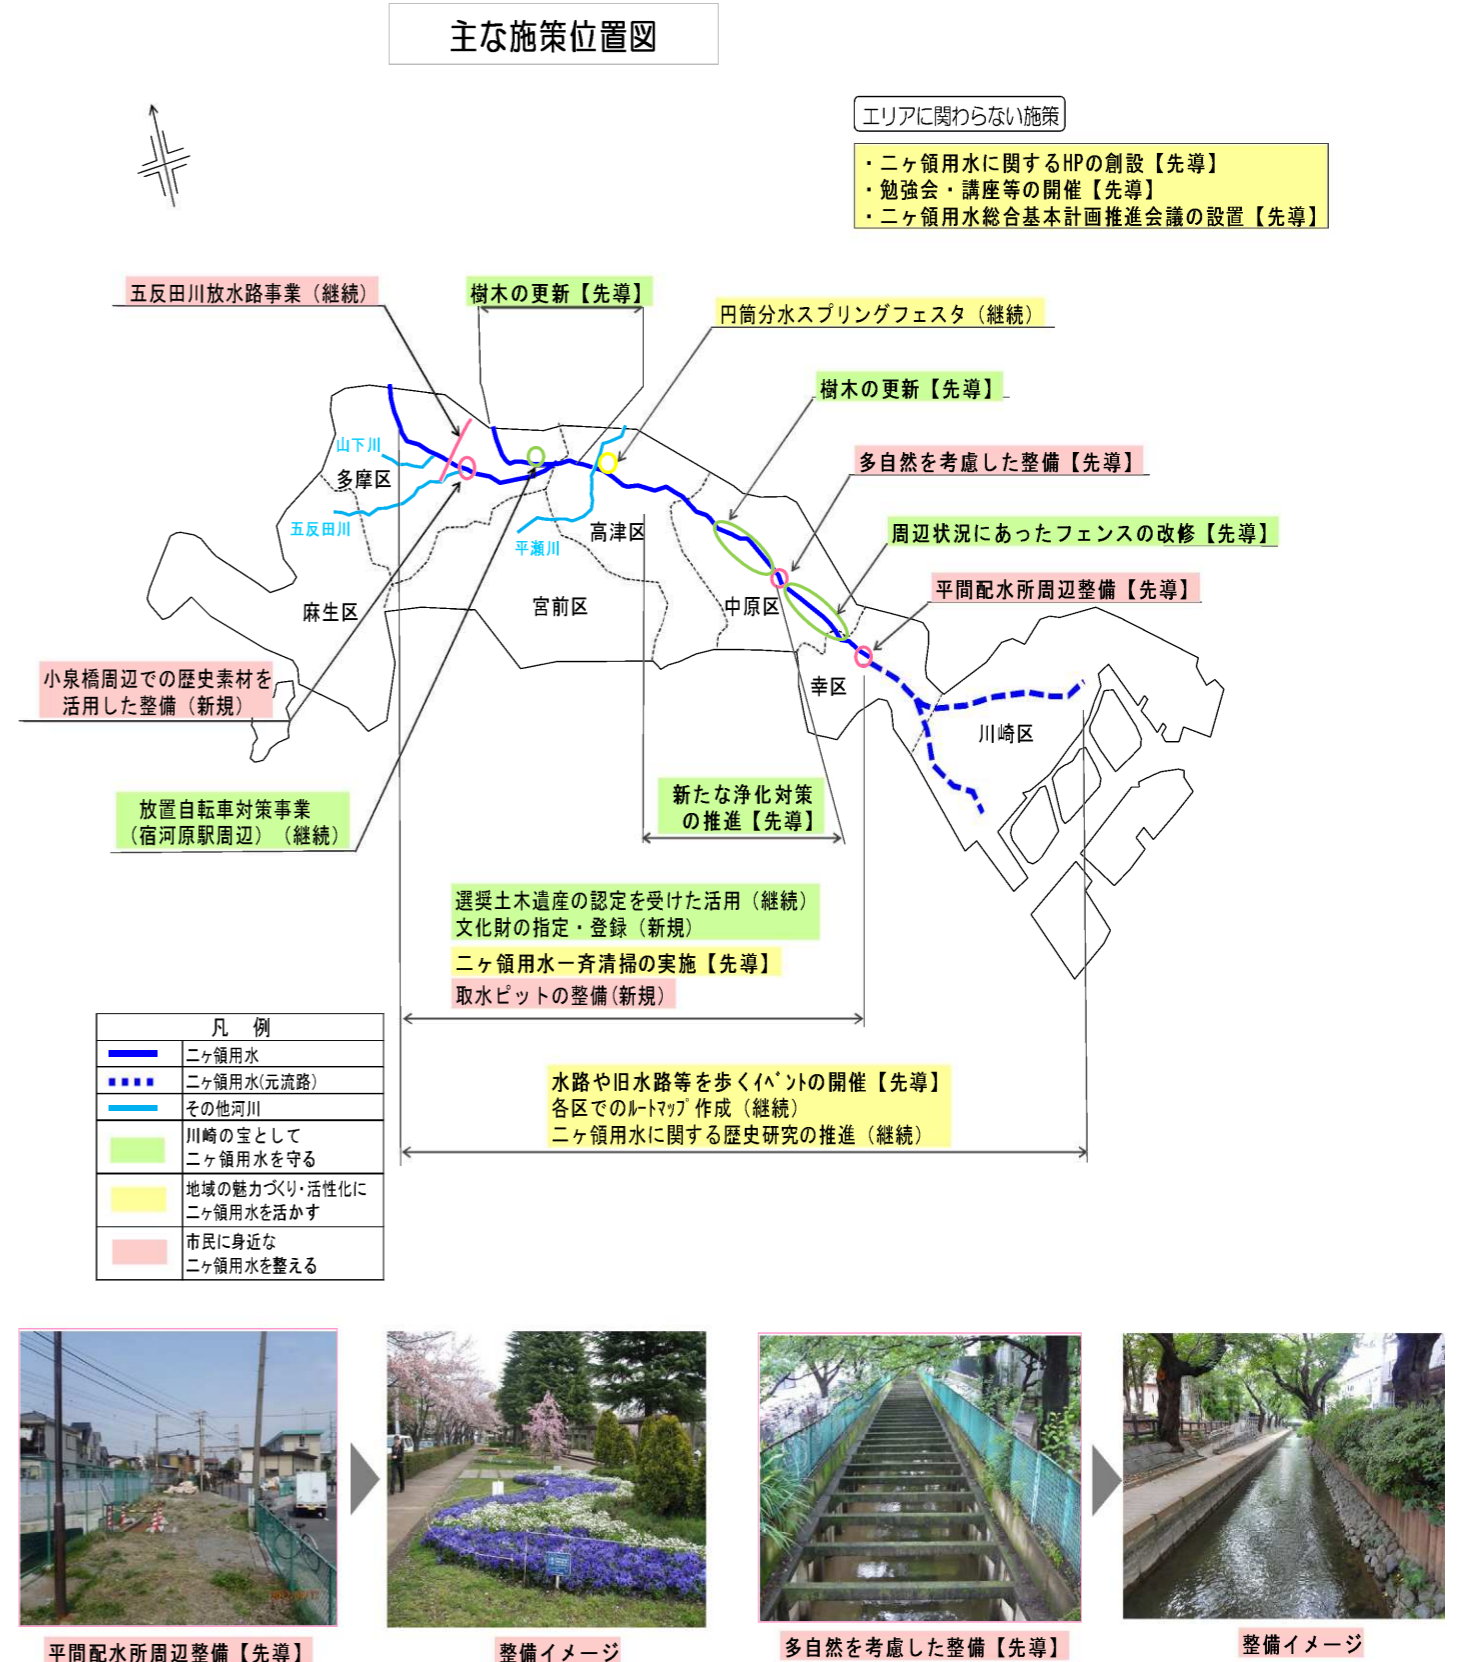 主な施策位置図
エリアに関わらない施策
・二ヶ領用水に関するHPの創設【先導】
・勉強会・講座等の開催【先導】
・二ヶ領用水総合基本計画推進会議の設置【先導】
五反田川放水路事業（継続）
樹木の更新【先導】
円筒分水スプリングフェスタ（継続）
樹木の更新【先導】
多自然を考慮した整備【先導】
周辺状況にあったフェンスの改修【先導】
平間配水所周辺整備【先導】
山下川
多摩区
五反田川
平瀬川
高津区
麻生区
宮前区
中原区
幸区
川崎区
小泉橋周辺での歴史素材を
活用した整備（新規）
放置自転車対策事業
（宿河原駅周辺）（継続）
新たな浄化対策
の推進【先導】
選奨土木遺産の認定を受けた活用（継続）
文化財の指定・登録（新規）
二ヶ領用水一斉清掃の実施【先導】
取水ピットの整備(新規）
水路や旧水路等を歩くイベントの開催【先導】
各区でのルートマップ作成（継続）
二ヶ領用水に関する歴史研究の推進（継続）
凡　例
二ヶ領用水
二ヶ領用水(元流路)
その他河川
川崎の宝として
二ヶ領用水を守る
地域の魅力づくり・活性化に
二ヶ領用水を活かす
市民に身近な
二ヶ領用水を整える
平間配水所周辺整備【先導】
整備イメージ
多自然を考慮した整備【先導】
整備イメージ